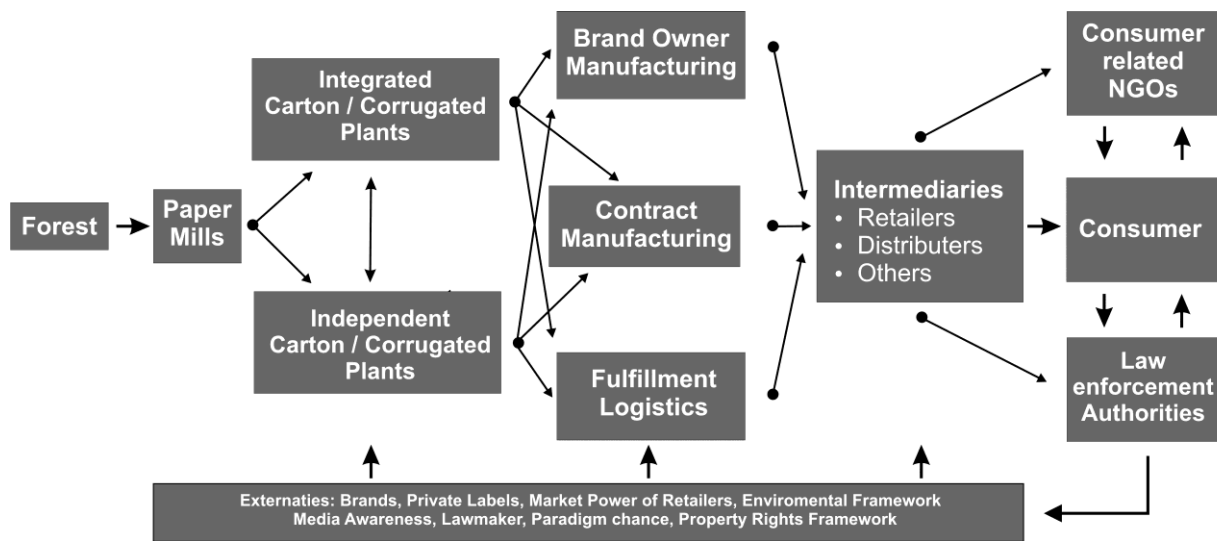 Forest
Paper
Mills
Integrated
Carton / Corrugated
Plants
Independent
Carton / Corrugated
Plants
Brand Owner
Manufacturing
Contract
Manufacturing
Fulfillment
Logistics
Intermediaries
• Retailers
• Distributers
• Others
Consumer
related
NGOs
Consumer
Law
enforcement
Authorities
Externaties: Brands, Private Labels, Market Power of Retailers, Enviromental Framework
Media Awareness, Lawmaker, Paradigm chance, Property Rights Framework